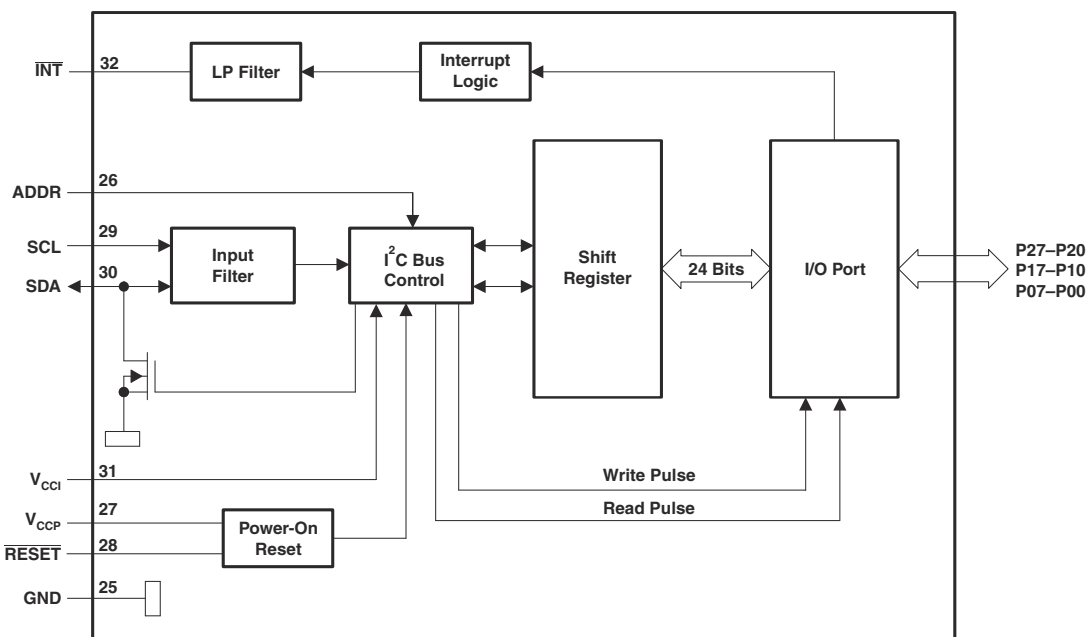 INT
32
LP Filter
Interrupt
Logic
ADDR
26
SCL
29
SDA
30
Input
Filter
I²C Bus
Control
Shift
Register
24 Bits
I/O Port
P27–P20
P17–P10
P07–P00
VCCI
31
Write Pulse
VCCP
27
Read Pulse
RESET
28
Power-On
Reset
GND
25